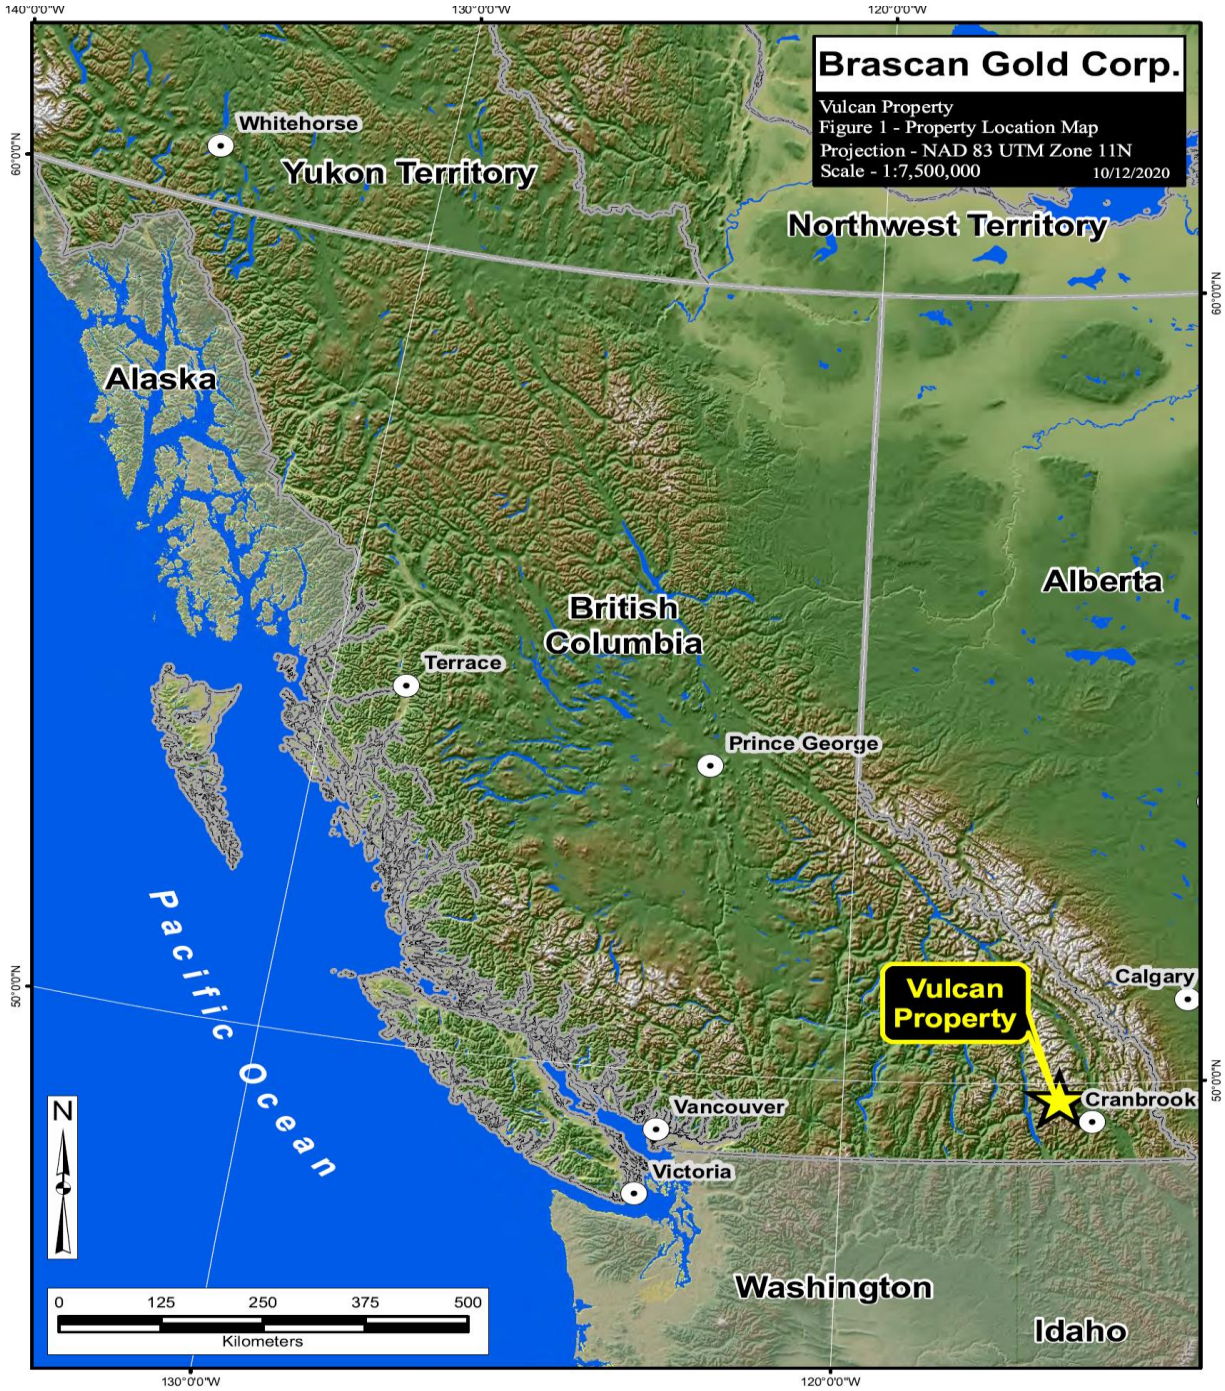 140°0'0"W
130°0'0"W
120°0'0"W
Brascan Gold Corp.
Vulcan Property
Figure 1 - Property Location Map
Projection - NAD 83 UTM Zone 11N
Scale - 1:7,500,000
10/12/2020
Whitehorse
60°0'0"N
Yukon Territory
Northwest Territory
60°0'0"N
Alaska
Alberta
British
Columbia
Terrace
Prince George
Pacific Ocean
50°0'0"N
Calgary
Vulcan
Property
50°0'0"N
Cranbrook
Vancouver
N
Victoria
Washington
Idaho
0 125 250 375 500
Kilometers
130°0'0"W
120°0'0"W